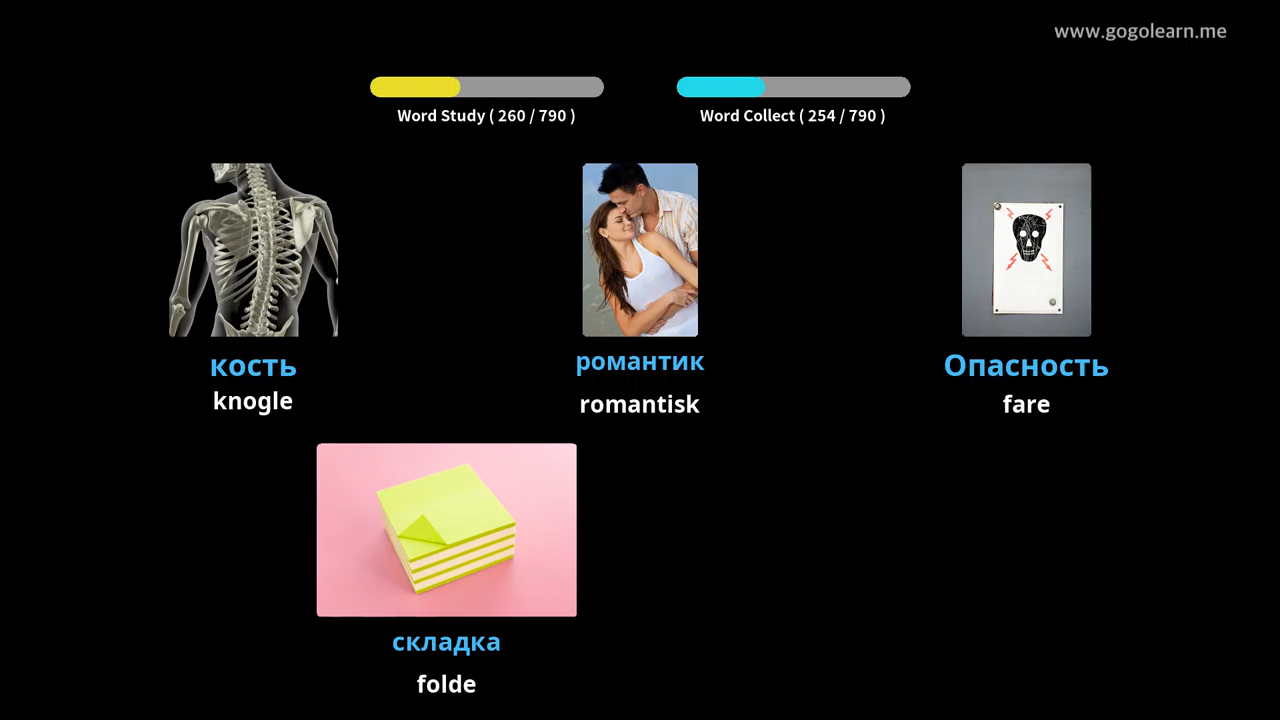 www.gogolearn.me
Word Study ( 260 / 790 )
Word Collect ( 254 / 790 )
кость
knogle
романтик
romantisk
Опасность
fare
складка
folde